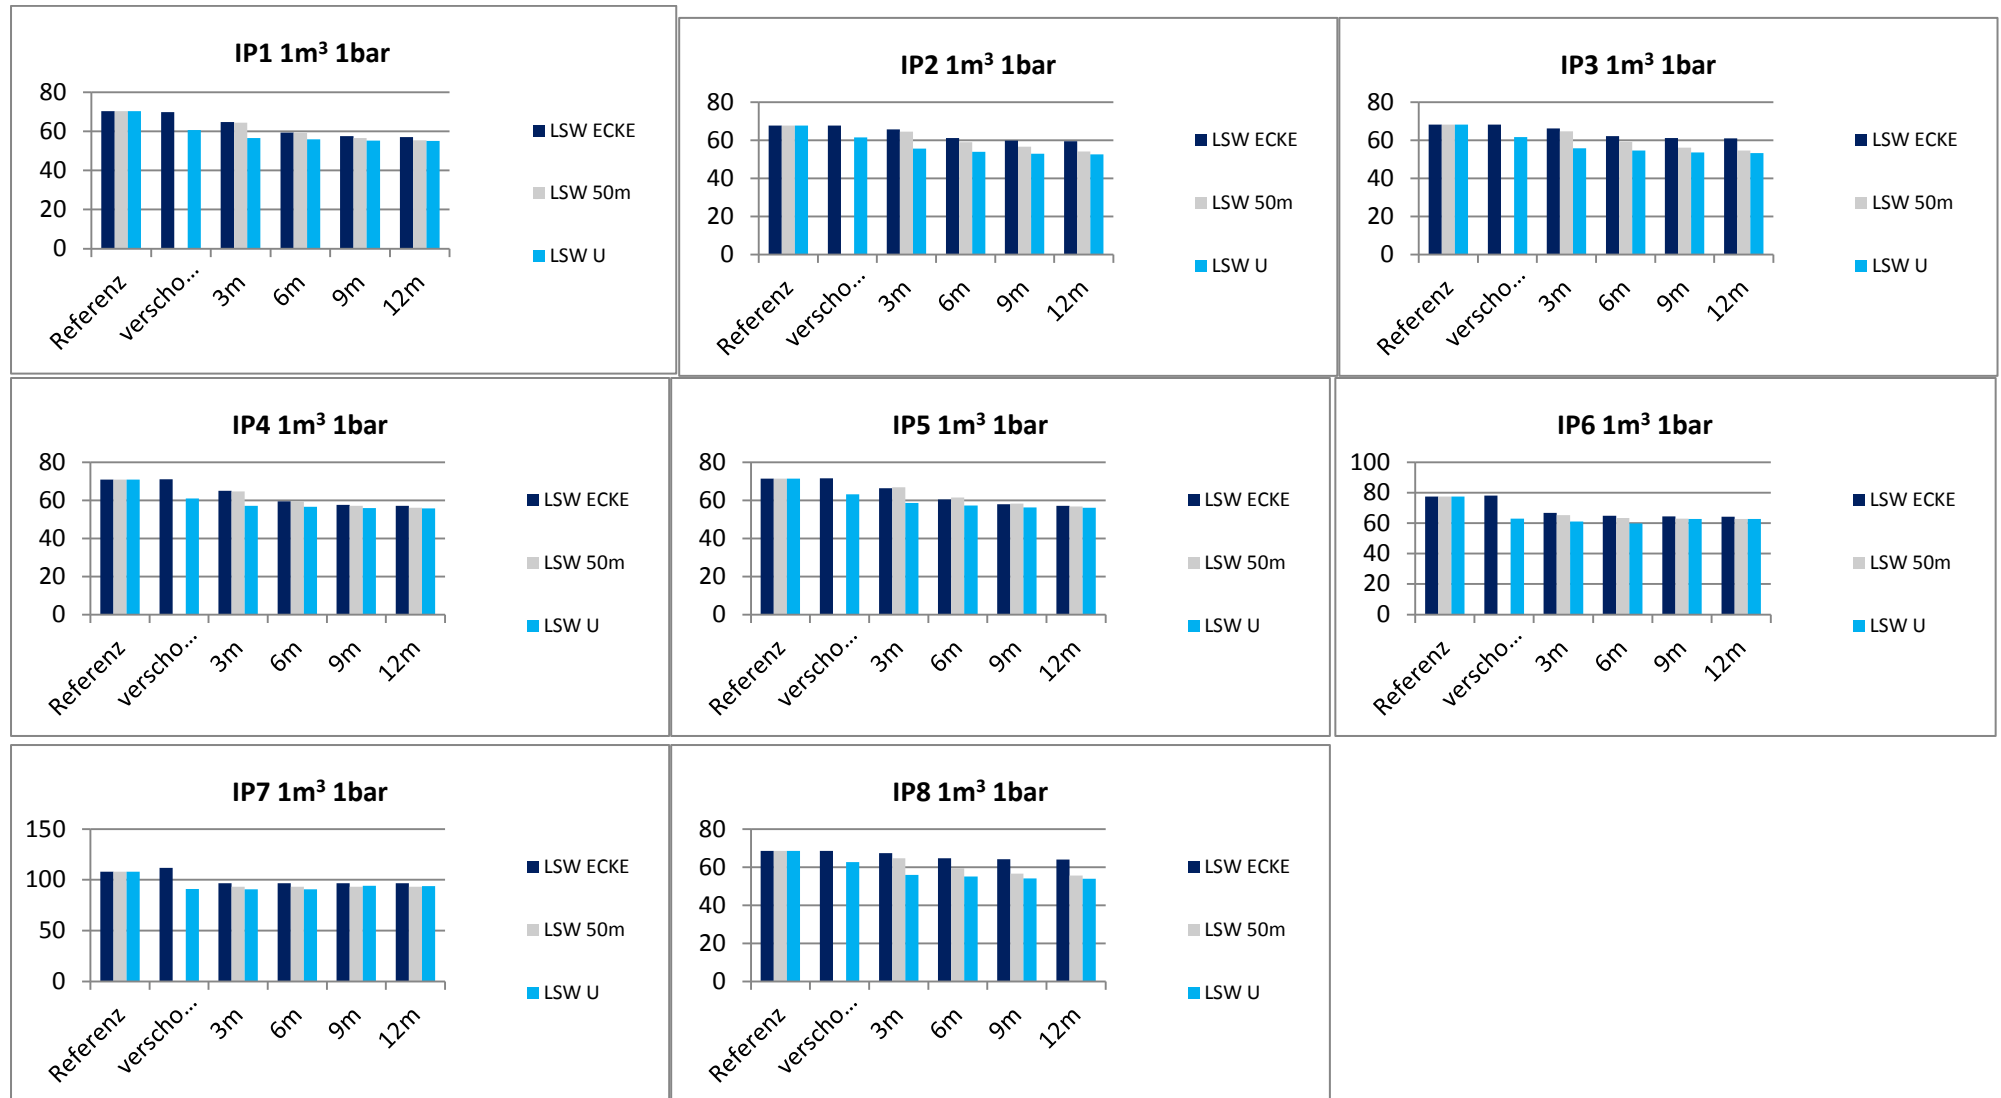 IP1 1m³ 1bar
80
60
40
20
0
Referenz
verscho...
3m
6m
9m
12m
LSW ECKE
LSW 50m
LSW U
IP2 1m³ 1bar
80
60
40
20
0
Referenz
verscho...
3m
6m
9m
12m
LSW ECKE
LSW 50m
LSW U
IP3 1m³ 1bar
80
60
40
20
0
Referenz
verscho...
3m
6m
9m
12m
LSW ECKE
LSW 50m
LSW U
IP4 1m³ 1bar
80
60
40
20
0
Referenz
verscho...
3m
6m
9m
12m
LSW ECKE
LSW 50m
LSW U
IP5 1m³ 1bar
80
60
40
20
0
Referenz
verscho...
3m
6m
9m
12m
LSW ECKE
LSW 50m
LSW U
IP6 1m³ 1bar
100
80
60
40
20
0
Referenz
verscho...
3m
6m
9m
12m
LSW ECKE
LSW 50m
LSW U
IP7 1m³ 1bar
150
100
50
0
Referenz
verscho...
3m
6m
9m
12m
LSW ECKE
LSW 50m
LSW U
IP8 1m³ 1bar
80
60
40
20
0
Referenz
verscho...
3m
6m
9m
12m
LSW ECKE
LSW 50m
LSW U